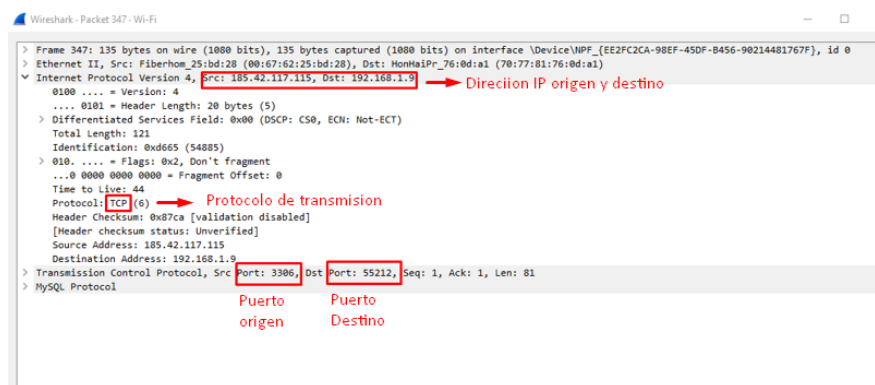 Wireshark - Packet 347 - Wi-Fi
Frame 347: 135 bytes on wire (1080 bits), 135 bytes captured (1080 bits) on interface \Device\NPF_{EE2FC2CA-98EF-45DF-B456-90214481767F}, id 0
Ethernet II, Src: Fiberhom_25:bd:28 (00:67:62:25:bd:28), Dst: HonHaiPr_76:0d:a1 (70:77:81:76:0d:a1)
Internet Protocol Version 4, Src: 185.42.117.115, Dst: 192.168.1.9
Direciion IP origen y destino
0100 .... = Version: 4
.... 0101 = Header Length: 20 bytes (5)
Differentiated Services Field: 0x00 (DSCP: CS0, ECN: Not-ECT)
Total Length: 121
Identification: 0xd665 (54885)
010. .... = Flags: 0x2, Don't fragment
...0 0000 0000 0000 = Fragment Offset: 0
Time to Live: 44
Protocol: TCP (6)
Protocolo de transmision
Header Checksum: 0x87ca [validation disabled]
[Header checksum status: Unverified]
Source Address: 185.42.117.115
Destination Address: 192.168.1.9
Transmission Control Protocol, Src Port: 3306, Dst Port: 55212, Seq: 1, Ack: 1, Len: 81
MySQL Protocol
Puerto origen
Puerto Destino